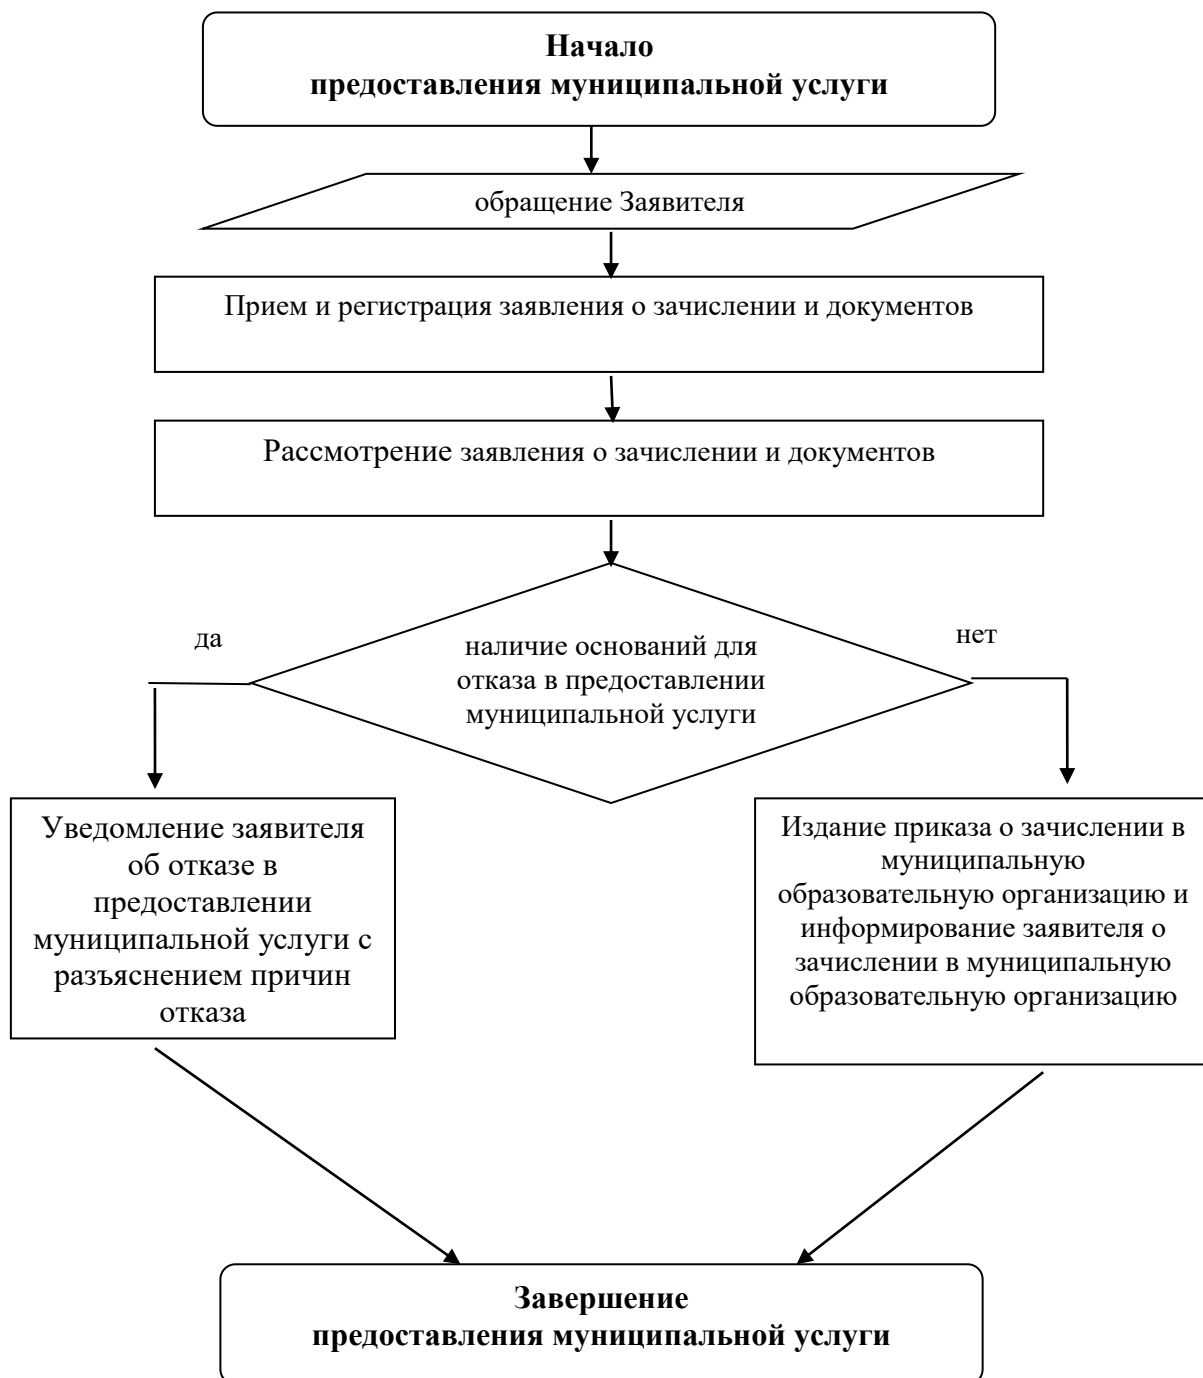 Начало
предоставления муниципальной услуги
обращение Заявителя
Прием и регистрация заявления о зачислении и документов
Рассмотрение заявления о зачислении и документов
да
нет
наличие оснований для
отказа в предоставлении
муниципальной услуги
Уведомление заявителя
об отказе в
предоставлении
муниципальной услуги с
разъяснением причин
отказа
Издание приказа о зачислении в
муниципальную
образовательную организацию и
информирование заявителя о
зачислении в муниципальную
образовательную организацию
Завершение
предоставления муниципальной услуги